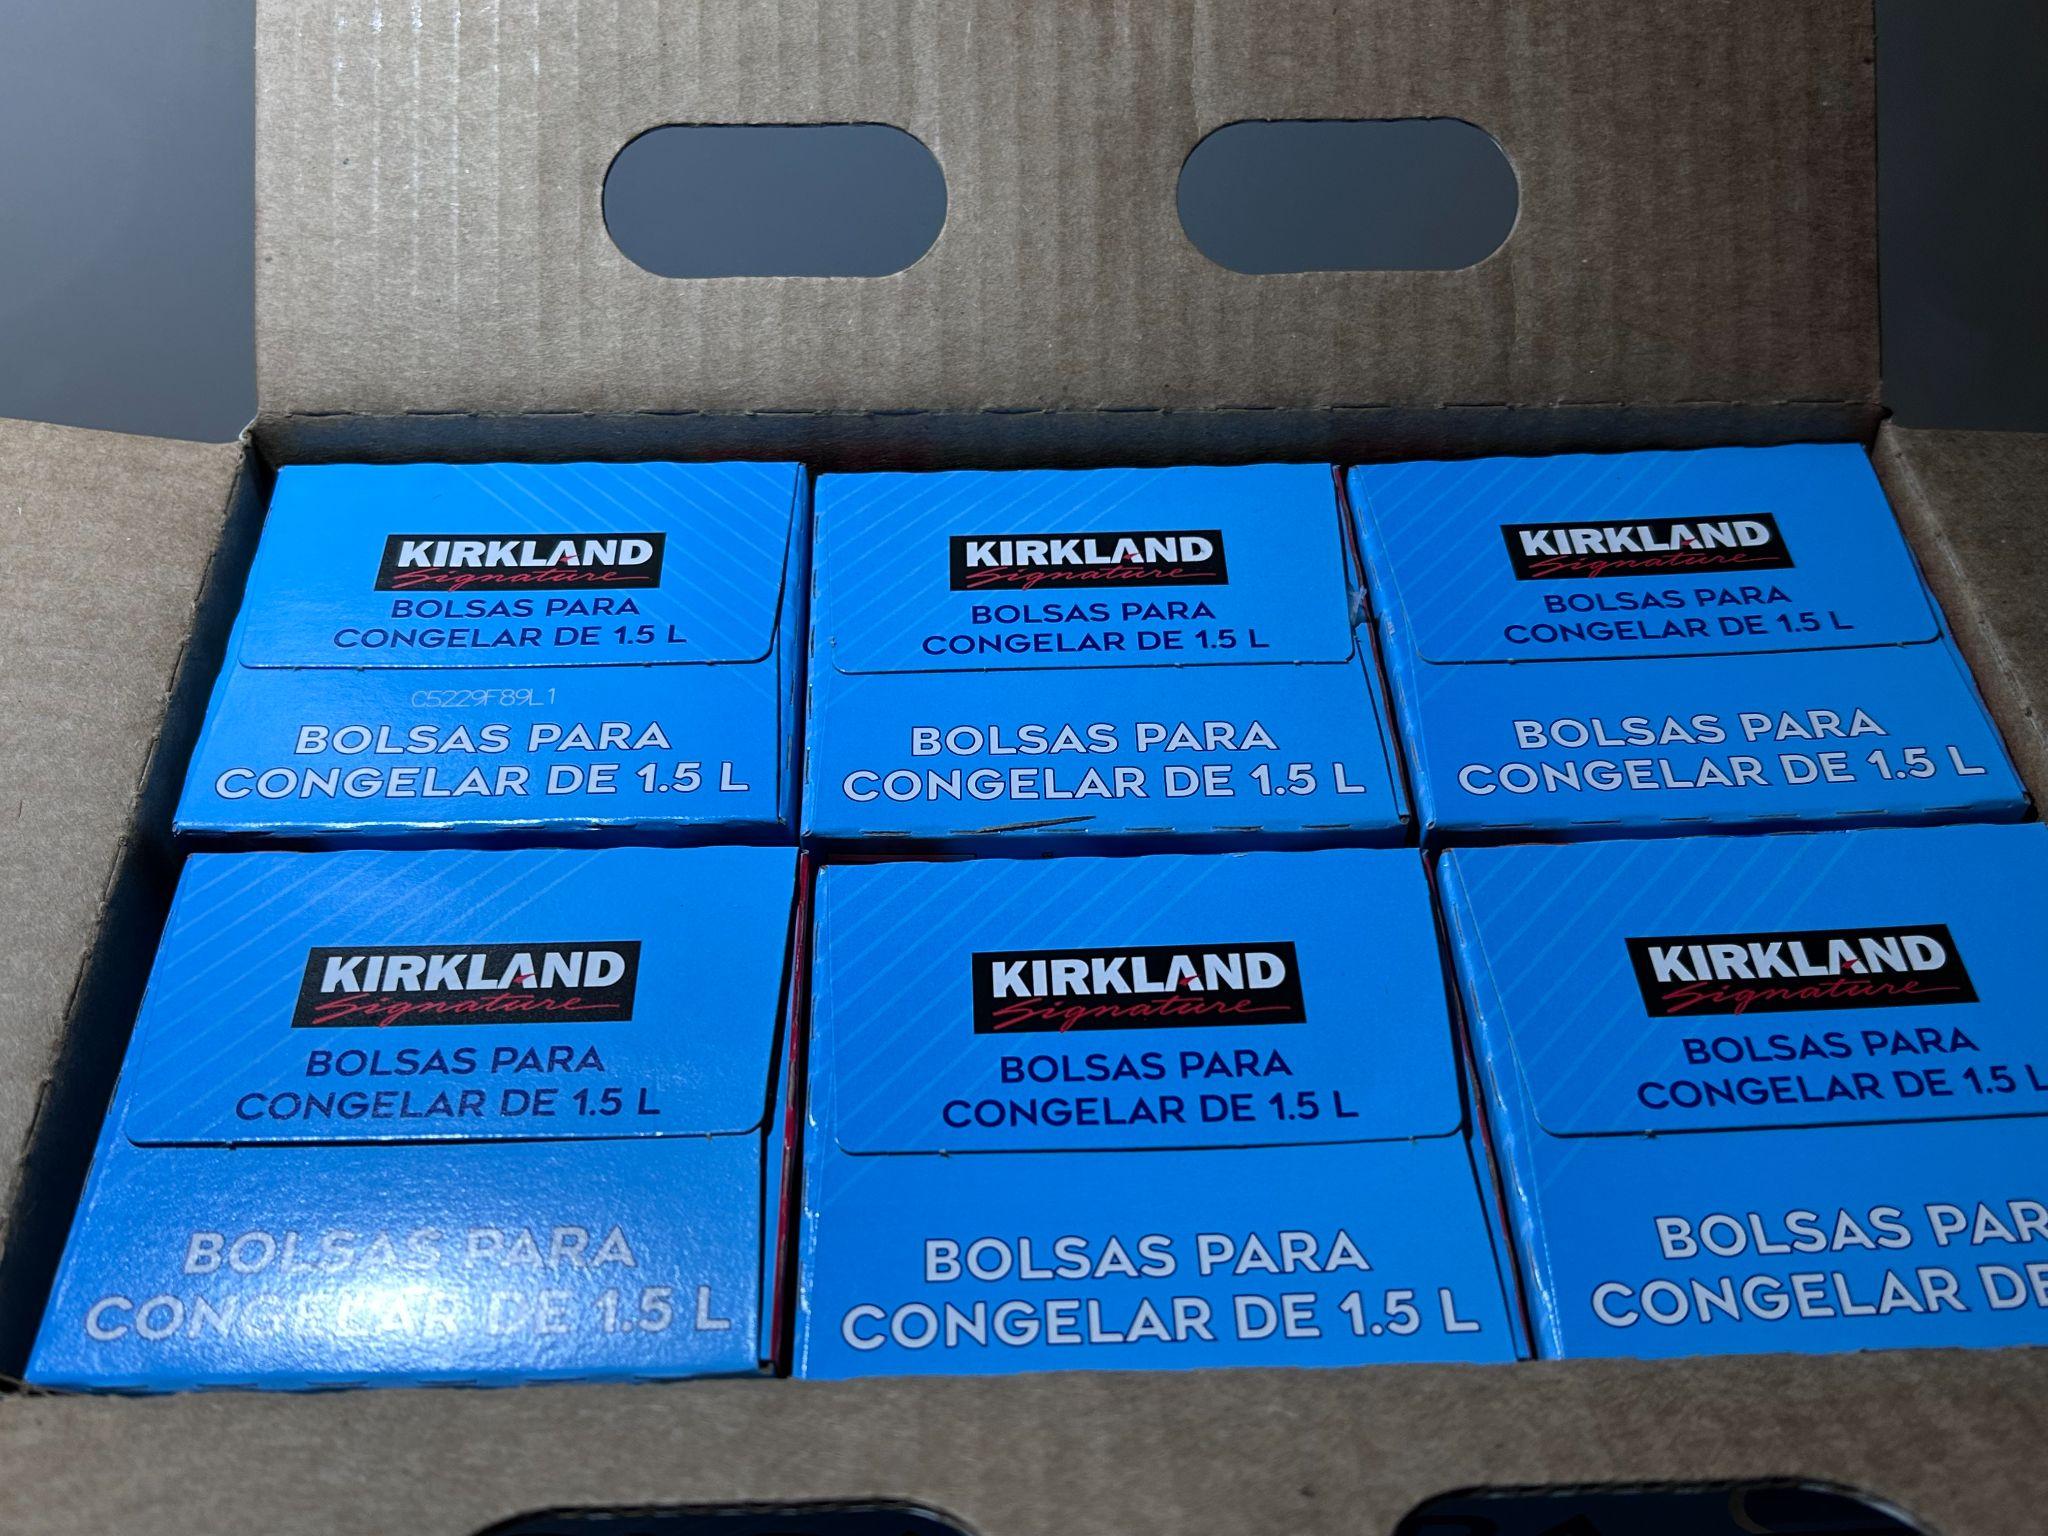 KIRKLAND
Signature
BOLSAS PARA
CONGELAR DE 1.5 L
C5229F89L1
BOLSAS PARA
CONGELAR DE 1.5 L
KIRKLAND
Signature
BOLSAS PARA
CONGELAR DE 1.5 L
BOLSAS PARA
CONGELAR DE 1.5 L
KIRKLAND
Signature
BOLSAS PARA
CONGELAR DE 1.5 L
BOLSAS PARA
CONGELAR DE 1.5 L
KIRKLAND
Signature
BOLSAS PARA
CONGELAR DE 1.5 L
BOLSAS PARA
CONGELAR DE 1.5 L
KIRKLAND
Signature
BOLSAS PARA
CONGELAR DE 1.5 L
BOLSAS PARA
CONGELAR DE 1.5 L
KIRKLAND
Signature
BOLSAS PARA
CONGELAR DE 1.5 L
BOLSAS PAR
CONGELAR DE